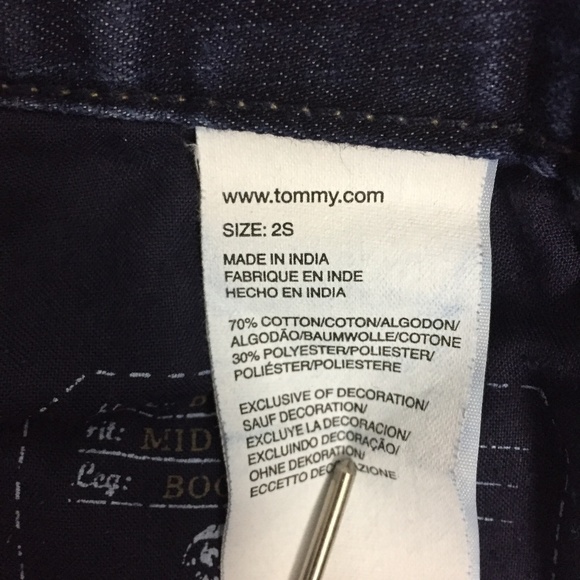 www.tommy.com
SIZE: 2S
MADE IN INDIA
FABRIQUE EN INDE
HECHO EN INDIA
70% COTTON/COTON/ALGODON/
ALGODÃO/BAUMWOLLE/COTONE
30% POLYESTER/POLIESTER/
POLIÉSTER/POLIESTERE
EXCLUSIVE OF DECORATION/
SAUF DECORATION/
EXCLUYE LA DECORACION/
EXCLUINDO DECORAÇÃO/
OHNE DEKORATION/
ECCETTO
fit: MID
Leg: